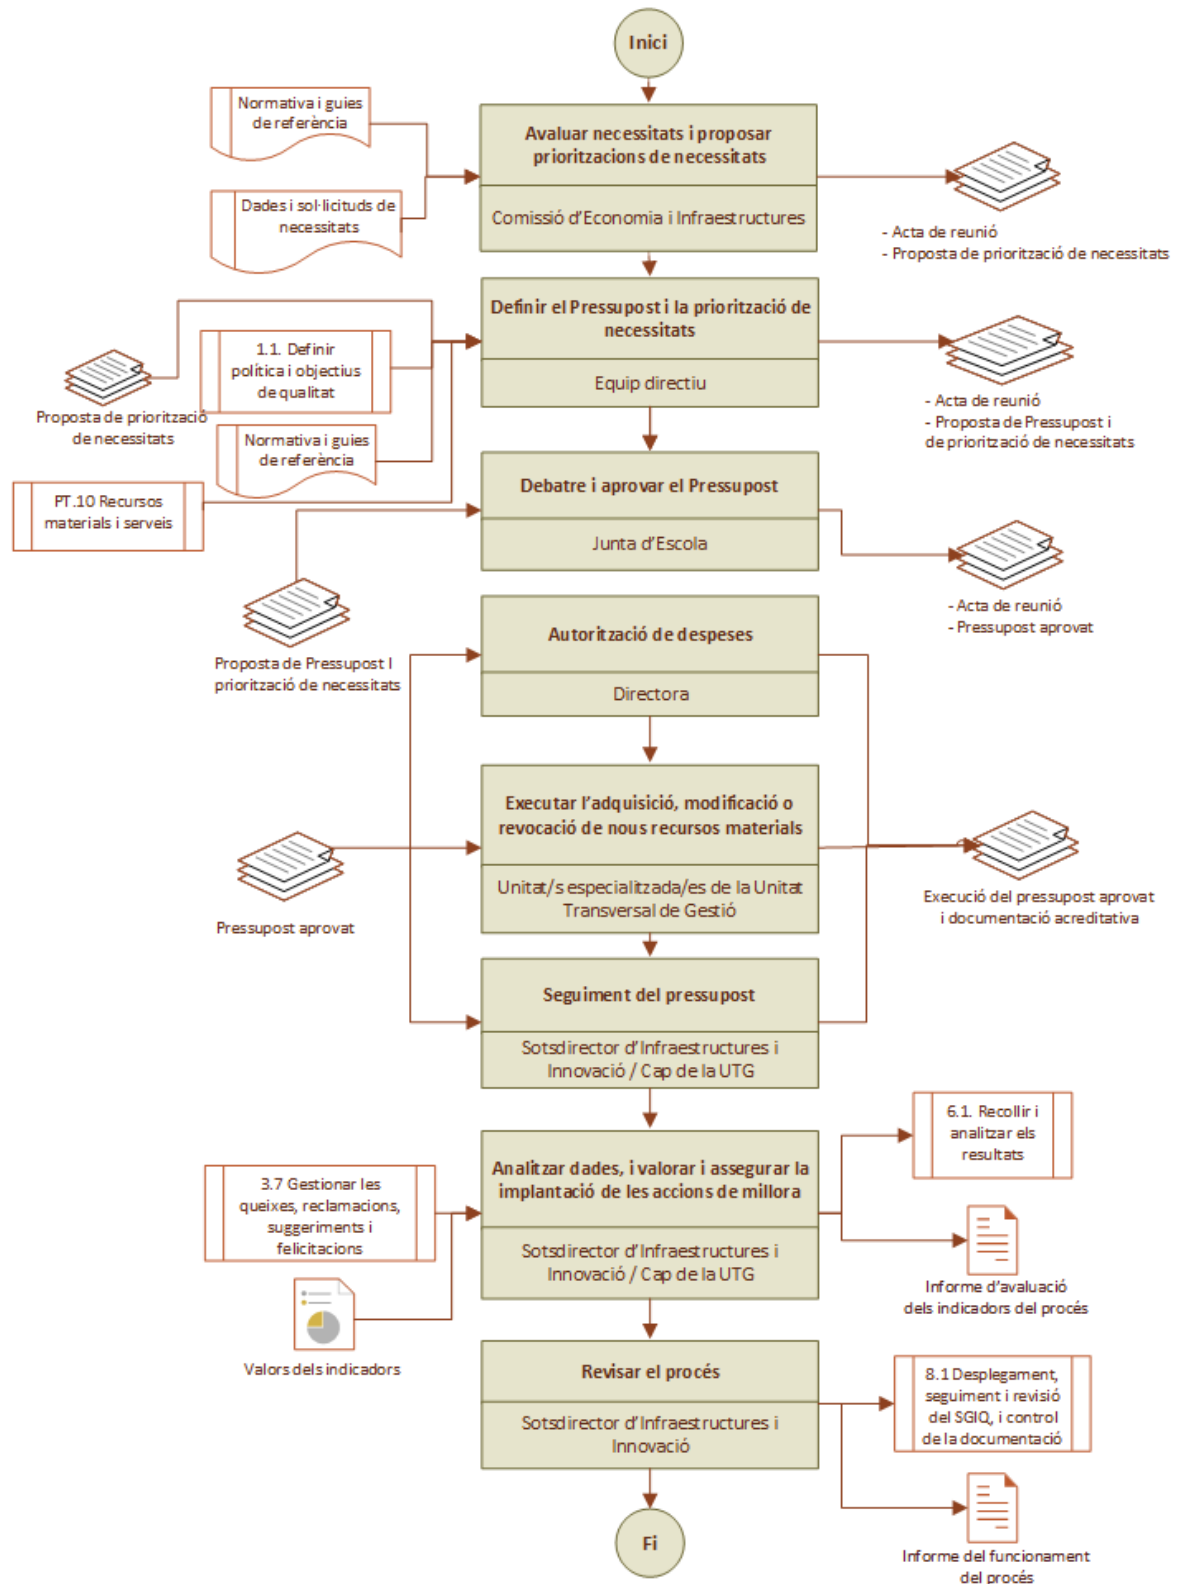 Inici
Normativa i guies
de referència
Avaluar necessitats i proposar
prioritzacions de necessitats
Dades i sol·licituds de
necessitats
Comissió d'Economia i Infraestructures
- Acta de reunió
- Proposta de priorització de necessitats
Definir el Pressupost i la priorització de
necessitats
Equip directiu
1.1. Definir
política i objectius
de qualitat
Proposta de priorització
de necessitats
Normativa i guies
de referència
PT.10 Recursos
materials i serveis
- Acta de reunió
- Proposta de Pressupost i
de priorització de necessitats
Debatre i aprovar el Pressupost
Junta d'Escola
- Acta de reunió
- Pressupost aprovat
Proposta de Pressupost I
priorització de necessitats
Autorització de despeses
Directora
Executar l'adquisició, modificació o
revocació de nous recursos materials
Unitat/s especialitzada/es de la Unitat
Transversal de Gestió
Pressupost aprovat
Execució del pressupost aprovat
i documentació acreditativa
Seguiment del pressupost
Sotsdirector d'Infraestructures i
Innovació / Cap de la UTG
6.1. Recollir i
analitzar els
resultats
Analitzar dades, i valorar i assegurar la
implantació de les accions de millora
3.7 Gestionar les
queixes, reclamacions,
suggeriments i
felicitacions
Sotsdirector d'Infraestructures i
Innovació / Cap de la UTG
Informe d'avaluació
dels indicadors del procés
Valors dels indicadors
Revisar el procés
Sotsdirector d'Infraestructures i
Innovació
8.1 Desplegament,
seguiment i revisió
del SGIQ, i control
de la documentació
Fi
Informe del funcionament
del procés